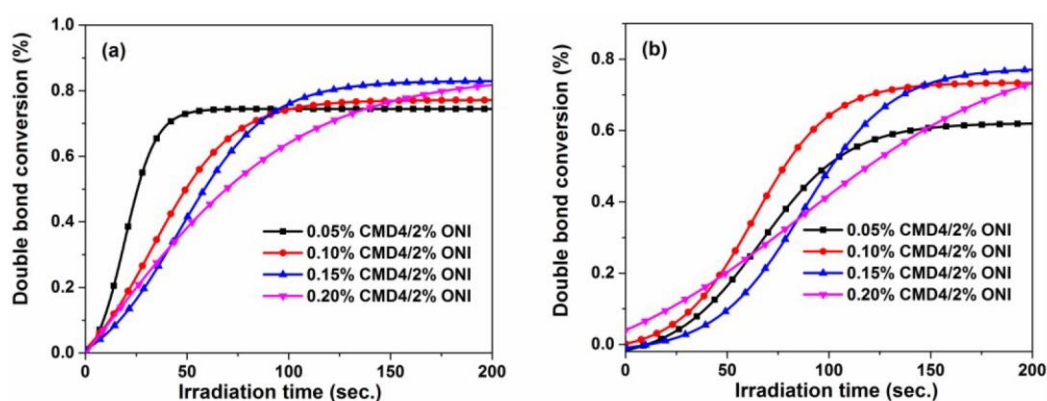 (a)
Double bond conversion (%)
1.0
0.8
0.6
0.4
0.2
0.0
0.05% CMD4/2% ONI
0.10% CMD4/2% ONI
0.15% CMD4/2% ONI
0.20% CMD4/2% ONI
0
50
100
150
200
Irradiation time (sec.)
(b)
Double bond conversion (%)
0.8
0.6
0.4
0.2
0.0
0.05% CMD4/2% ONI
0.10% CMD4/2% ONI
0.15% CMD4/2% ONI
0.20% CMD4/2% ONI
0
50
100
150
200
Irradiation time (sec.)